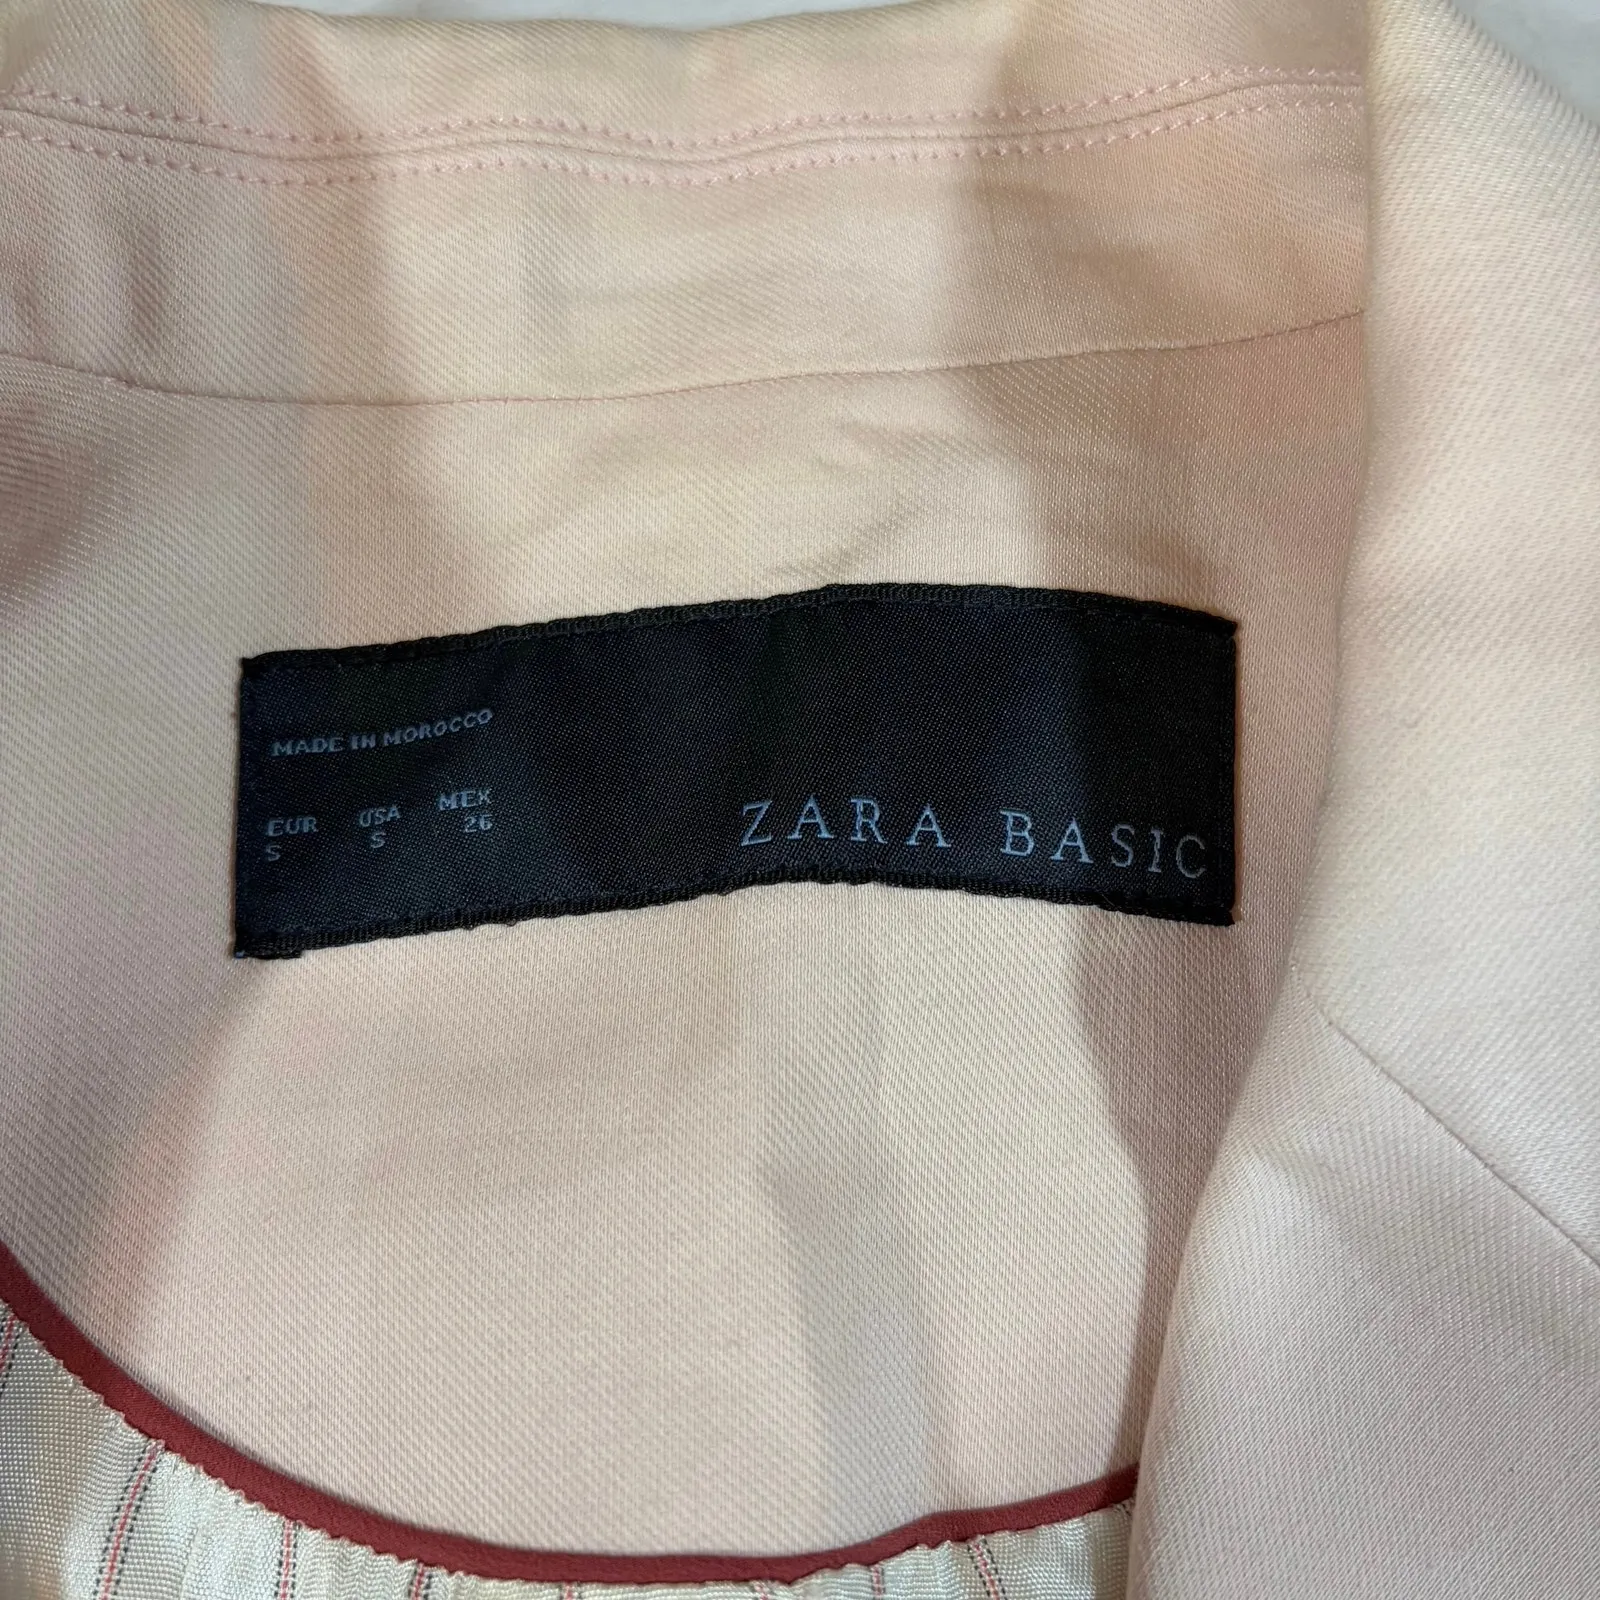 MADE IN MOROCCO
EUR USA MEX
S S 26
ZARA BASIC